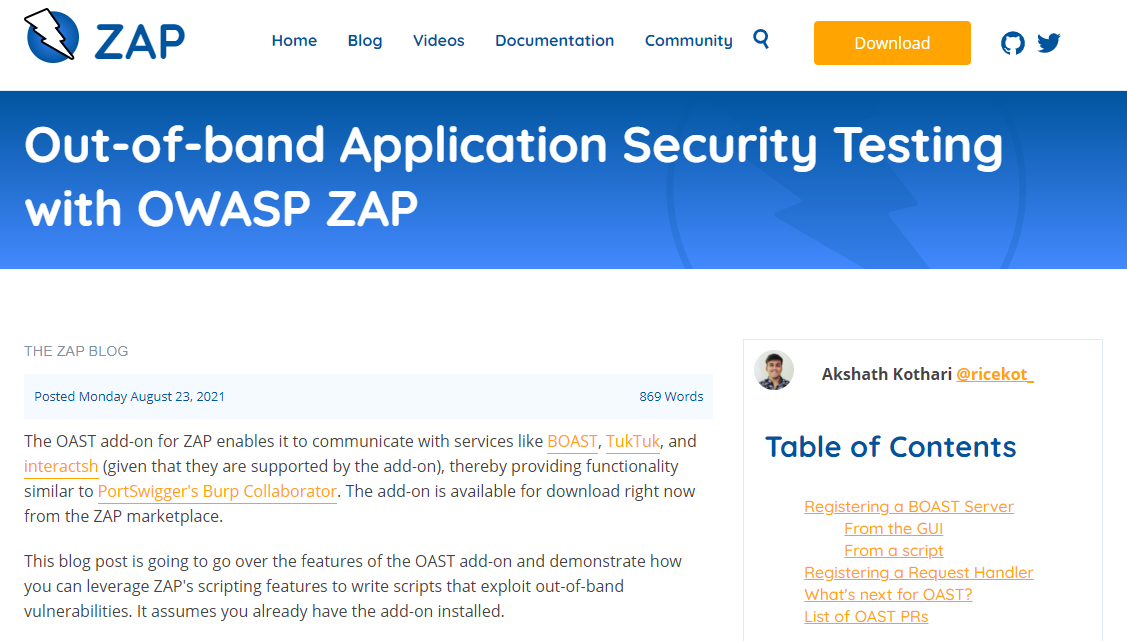 ZAP
Home Blog Videos Documentation Community Download
Out-of-band Application Security Testing
with OWASP ZAP
THE ZAP BLOG
Posted Monday August 23, 2021 869 Words
The OAST add-on for ZAP enables it to communicate with services like BOAST, TukTuk, and
interactsh (given that they are supported by the add-on), thereby providing functionality
similar to PortSwigger's Burp Collaborator. The add-on is available for download right now
from the ZAP marketplace.
This blog post is going to go over the features of the OAST add-on and demonstrate how
you can leverage ZAP's scripting features to write scripts that exploit out-of-band
vulnerabilities. It assumes you already have the add-on installed.
Akshath Kothari @ricekot_
Table of Contents
Registering a BOAST Server
From the GUI
From a script
Registering a Request Handler
What's next for OAST?
List of OAST PRs